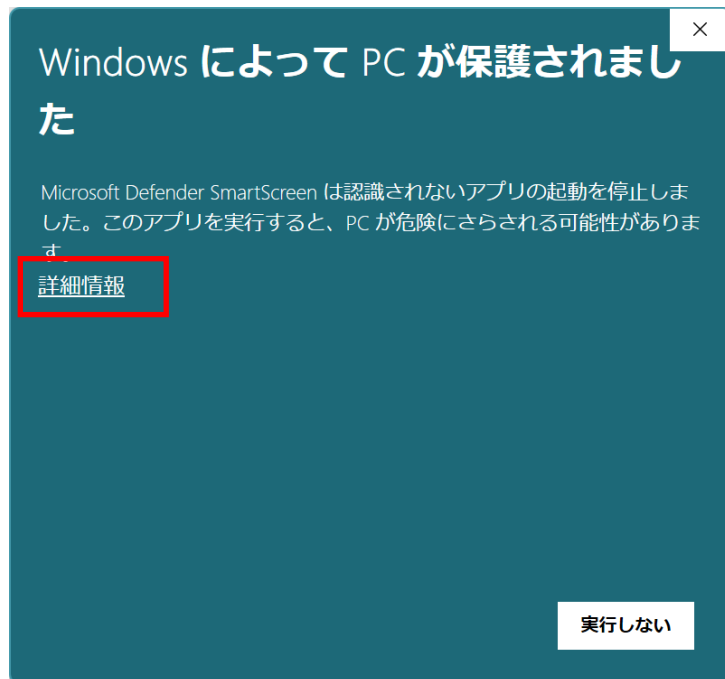 Windows によって PC が保護されまし
た
Microsoft Defender SmartScreen は認識されないアプリの起動を停止しま
した。このアプリを実行すると、PC が危険にさらされる可能性がありま
す。
詳細情報
実行しない